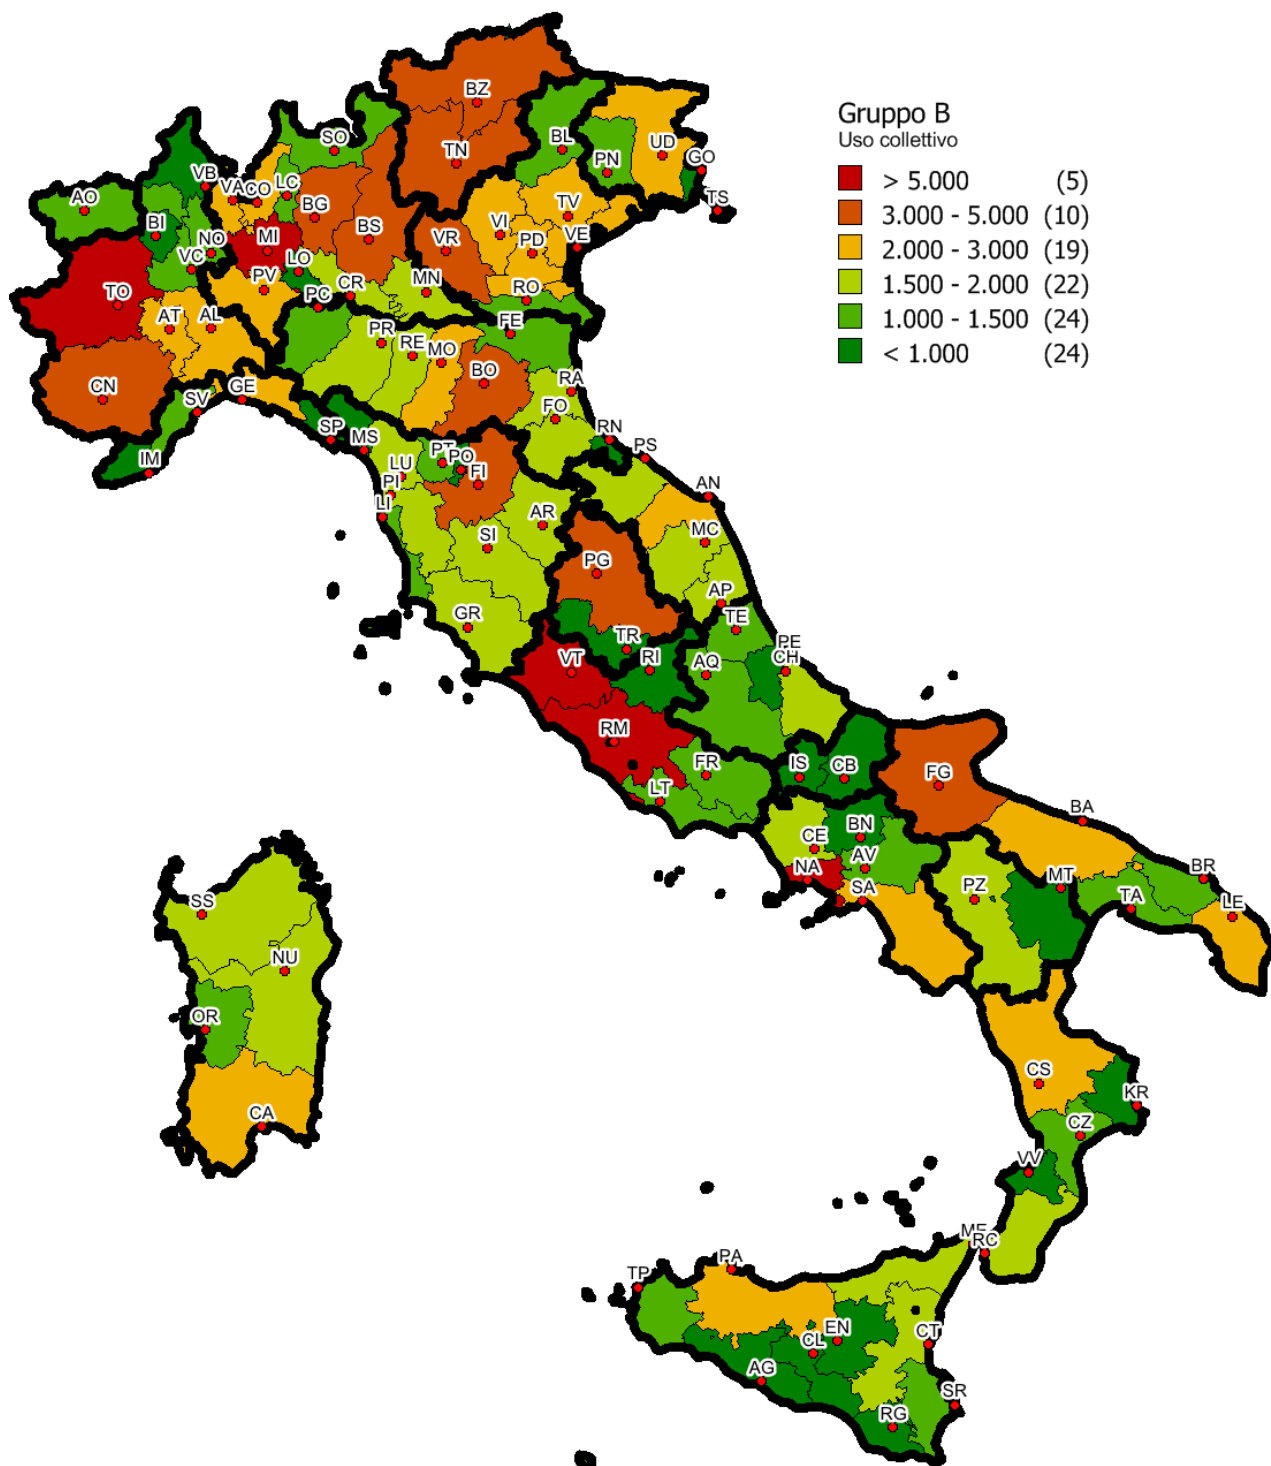 Gruppo B
Uso collettivo
> 5.000 (5)
3.000 - 5.000 (10)
2.000 - 3.000 (19)
1.500 - 2.000 (22)
1.000 - 1.500 (24)
< 1.000 (24)
BZ
SO
TN
BL
PN
UD
GO
VB
VA
CO
LC
AO
BI
BG
BS
TV
TS
NO
MI
VR
VI
PD
VE
VC
LO
TO
PV
CR
MN
RO
PC
AT
AL
PR
RE
MO
FE
CN
GE
BO
RA
SV
FO
SP
MS
RN
PS
IM
LU
PT
PO
FI
PI
LI
AN
AR
SI
MC
PG
AP
GR
TE
TR
PE
VT
RI
AQ
CH
RM
FR
IS
CB
FG
LT
BA
CE
BN
NA
AV
SA
PZ
MT
TA
BR
LE
SS
NU
OR
CA
CS
KR
CZ
VV
ME
RC
TP
PA
EN
CL
CT
AG
SR
RG